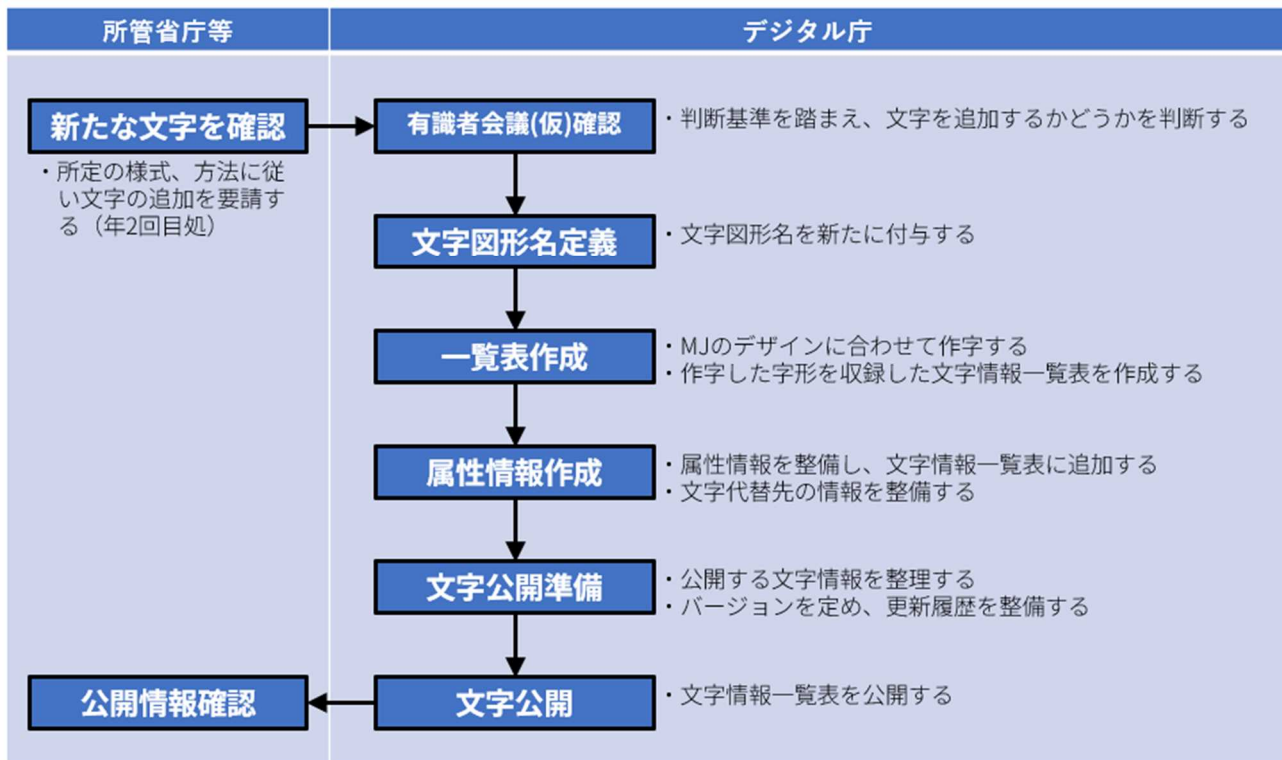 所管省庁等
デジタル庁
新たな文字を確認
・所定の様式、方法に従
い文字の追加を要請す
る（年2回目処）
有識者会議(仮)確認
・判断基準を踏まえ、文字を追加するかどうかを判断する
文字図形名定義
・文字図形名を新たに付与する
一覧表作成
・MJのデザインに合わせて作字する
・作字した字形を収録した文字情報一覧表を作成する
属性情報作成
・属性情報を整備し、文字情報一覧表に追加する
・文字代替先の情報を整備する
文字公開準備
・公開する文字情報を整理する
・バージョンを定め、更新履歴を整備する
文字公開
・文字情報一覧表を公開する
公開情報確認